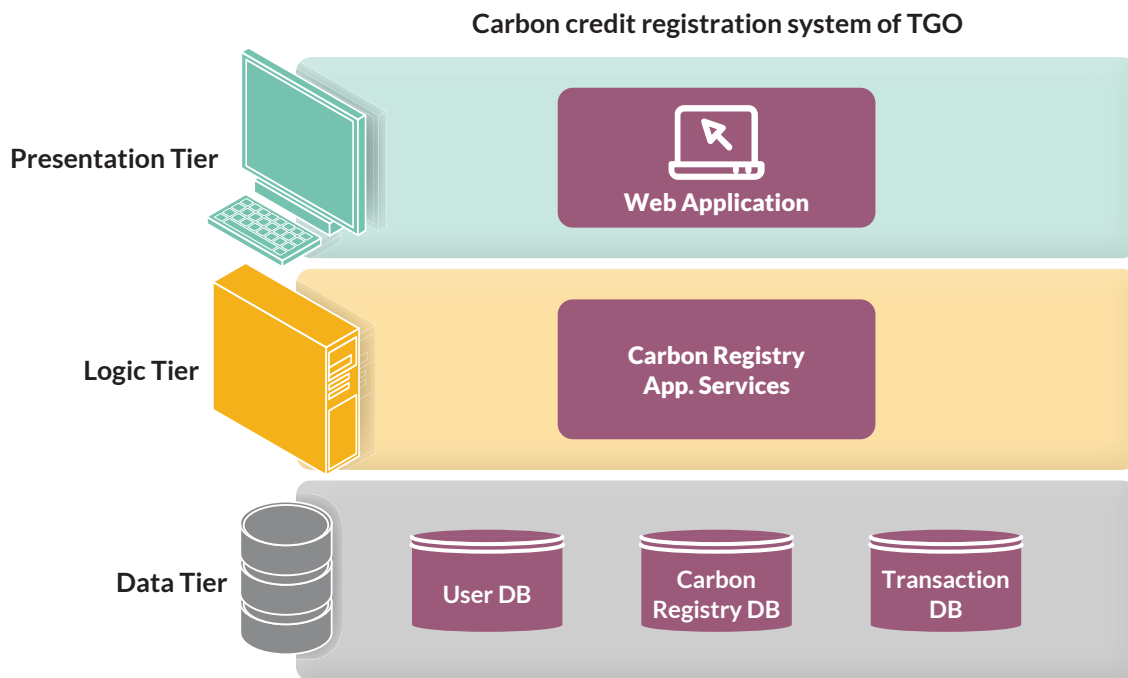 Carbon credit registration system of TGO
Presentation Tier
Web Application
Logic Tier
Carbon Registry
App. Services
Data Tier
User DB
Carbon
Registry DB
Transaction
DB